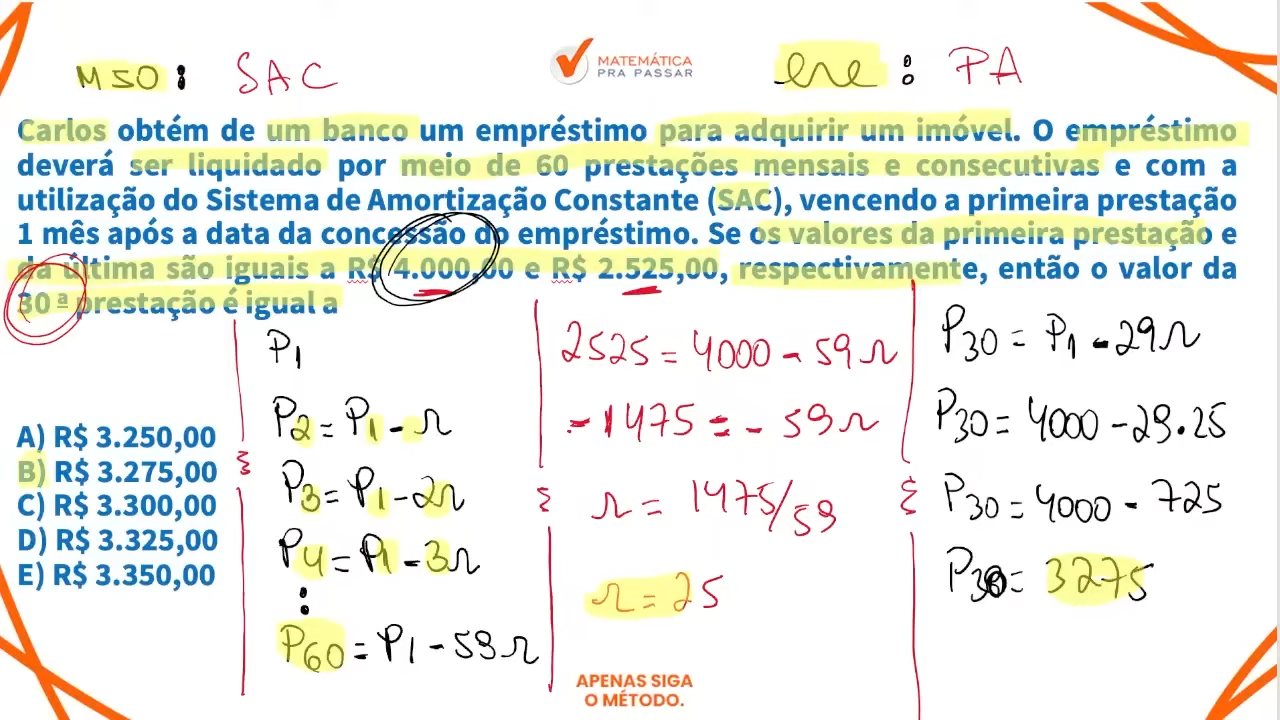 MSO: SAC
MATEMÁTICA
PRA PASSAR
: PA
Carlos obtém de um banco um empréstimo para adquirir um imóvel. O empréstimo
deverá ser liquidado por meio de 60 prestações mensais e consecutivas e com a
utilização do Sistema de Amortização Constante (SAC), vencendo a primeira prestação
1 mês após a data da concessão do empréstimo. Se os valores da primeira prestação e
da última são iguais a R$ 4.000,00 e R$ 2.525,00, respectivamente, então o valor da
30 ª prestação é igual a
A) R$ 3.250,00
B) R$ 3.275,00
C) R$ 3.300,00
D) R$ 3.325,00
E) R$ 3.350,00
P1
P2 = P1 - r
P3 = P1 - 2r
P4 = P1 - 3r
:
P60 = P1 - 59r
2525 = 4000 - 59r
-1475 = - 59r
r = 1475/59
r = 25
P30 = P1 - 29r
P30 = 4000 - 29.25
P30 = 4000 - 725
P30 = 3275
APENAS SIGA
O MÉTODO.